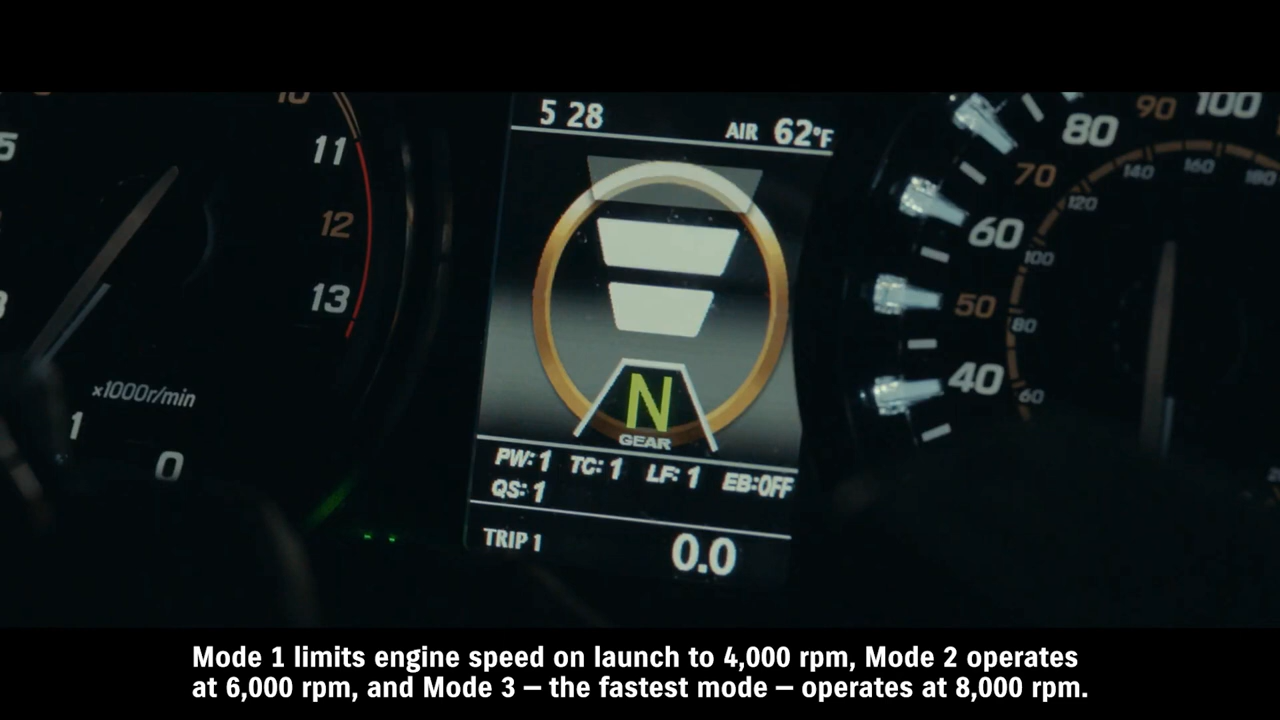 5 28
AIR 62°F
10
11
12
13
x1000r/min
1
0
N
GEAR
PW: 1 TC: 1 LF: 1 EB:OFF
QS: 1
TRIP 1 0.0
100
90
80
70
60
50
40
180
160
140
120
100
80
60
Mode 1 limits engine speed on launch to 4,000 rpm, Mode 2 operates
at 6,000 rpm, and Mode 3 – the fastest mode – operates at 8,000 rpm.